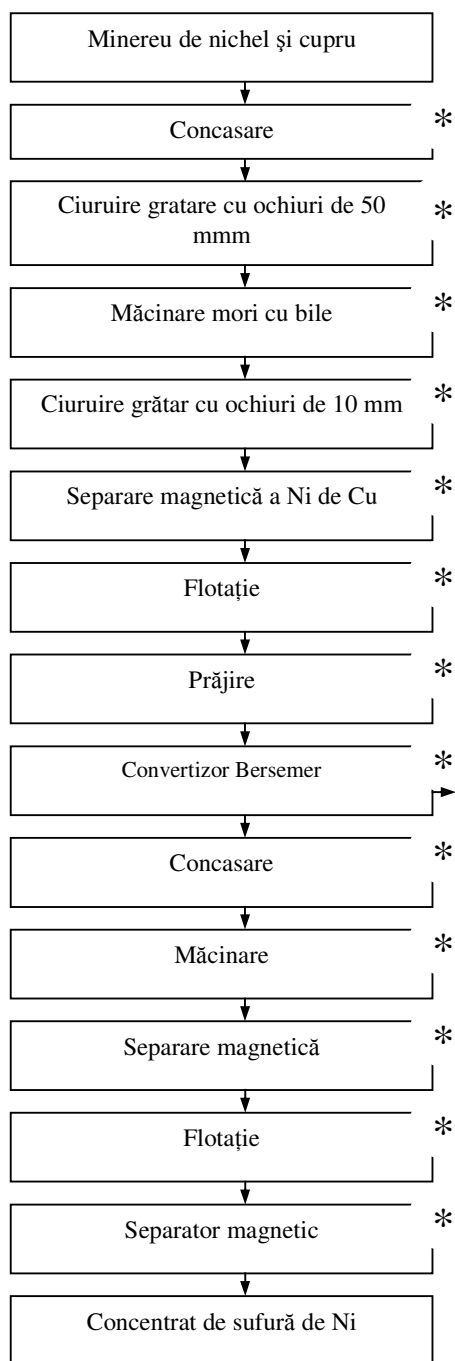 Minereu de nichel şi cupru
Concasare *
Ciuruire gratare cu ochiuri de 50 *
mmm
Măcinare mori cu bile *
Ciuruire grătar cu ochiuri de 10 mm *
Separare magnetică a Ni de Cu *
Flotație *
Prăjire *
Convertizor Bersemer *
Concasare *
Măcinare *
Separare magnetică *
Flotație *
Separator magnetic *
Concentrat de sufură de Ni